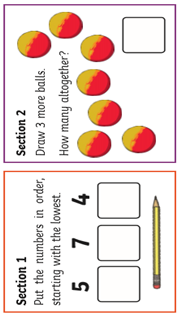 Section 1
Put the numbers in order,
starting with the lowest.
5 7 4
Section 2
Draw 3 more balls.
How many altogether?